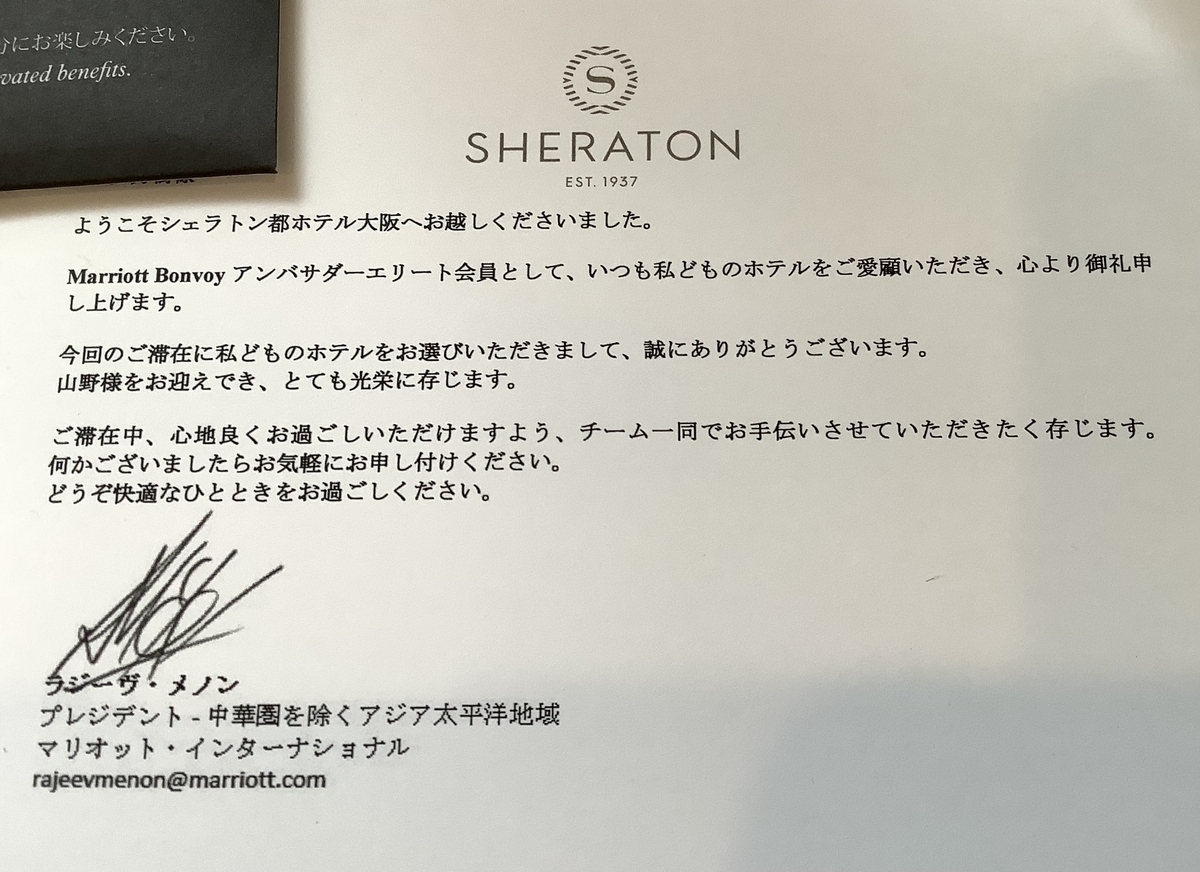 分にお楽しみください。
vated benefits.
S
SHERATON
EST. 1937
ようこそシェラトン都ホテル大阪へお越しくださいました。
Marriott Bonvoy アンバサダーエリート会員として、いつも私どものホテルをご愛顧いただき、心より御礼申
し上げます。
今回のご滞在に私どものホテルをお選びいただきまして、誠にありがとうございます。
山野様をお迎えでき、とても光栄に存じます。
ご滞在中、心地良くお過ごしいただけますよう、チーム一同でお手伝いさせていただきたく存じます。
何かございましたらお気軽にお申し付けください。
どうぞ快適なひとときをお過ごしください。
ラジーヴ・メノン
プレジデント - 中華圏を除くアジア太平洋地域
マリオット・インターナショナル
rajeevmenon@marriott.com